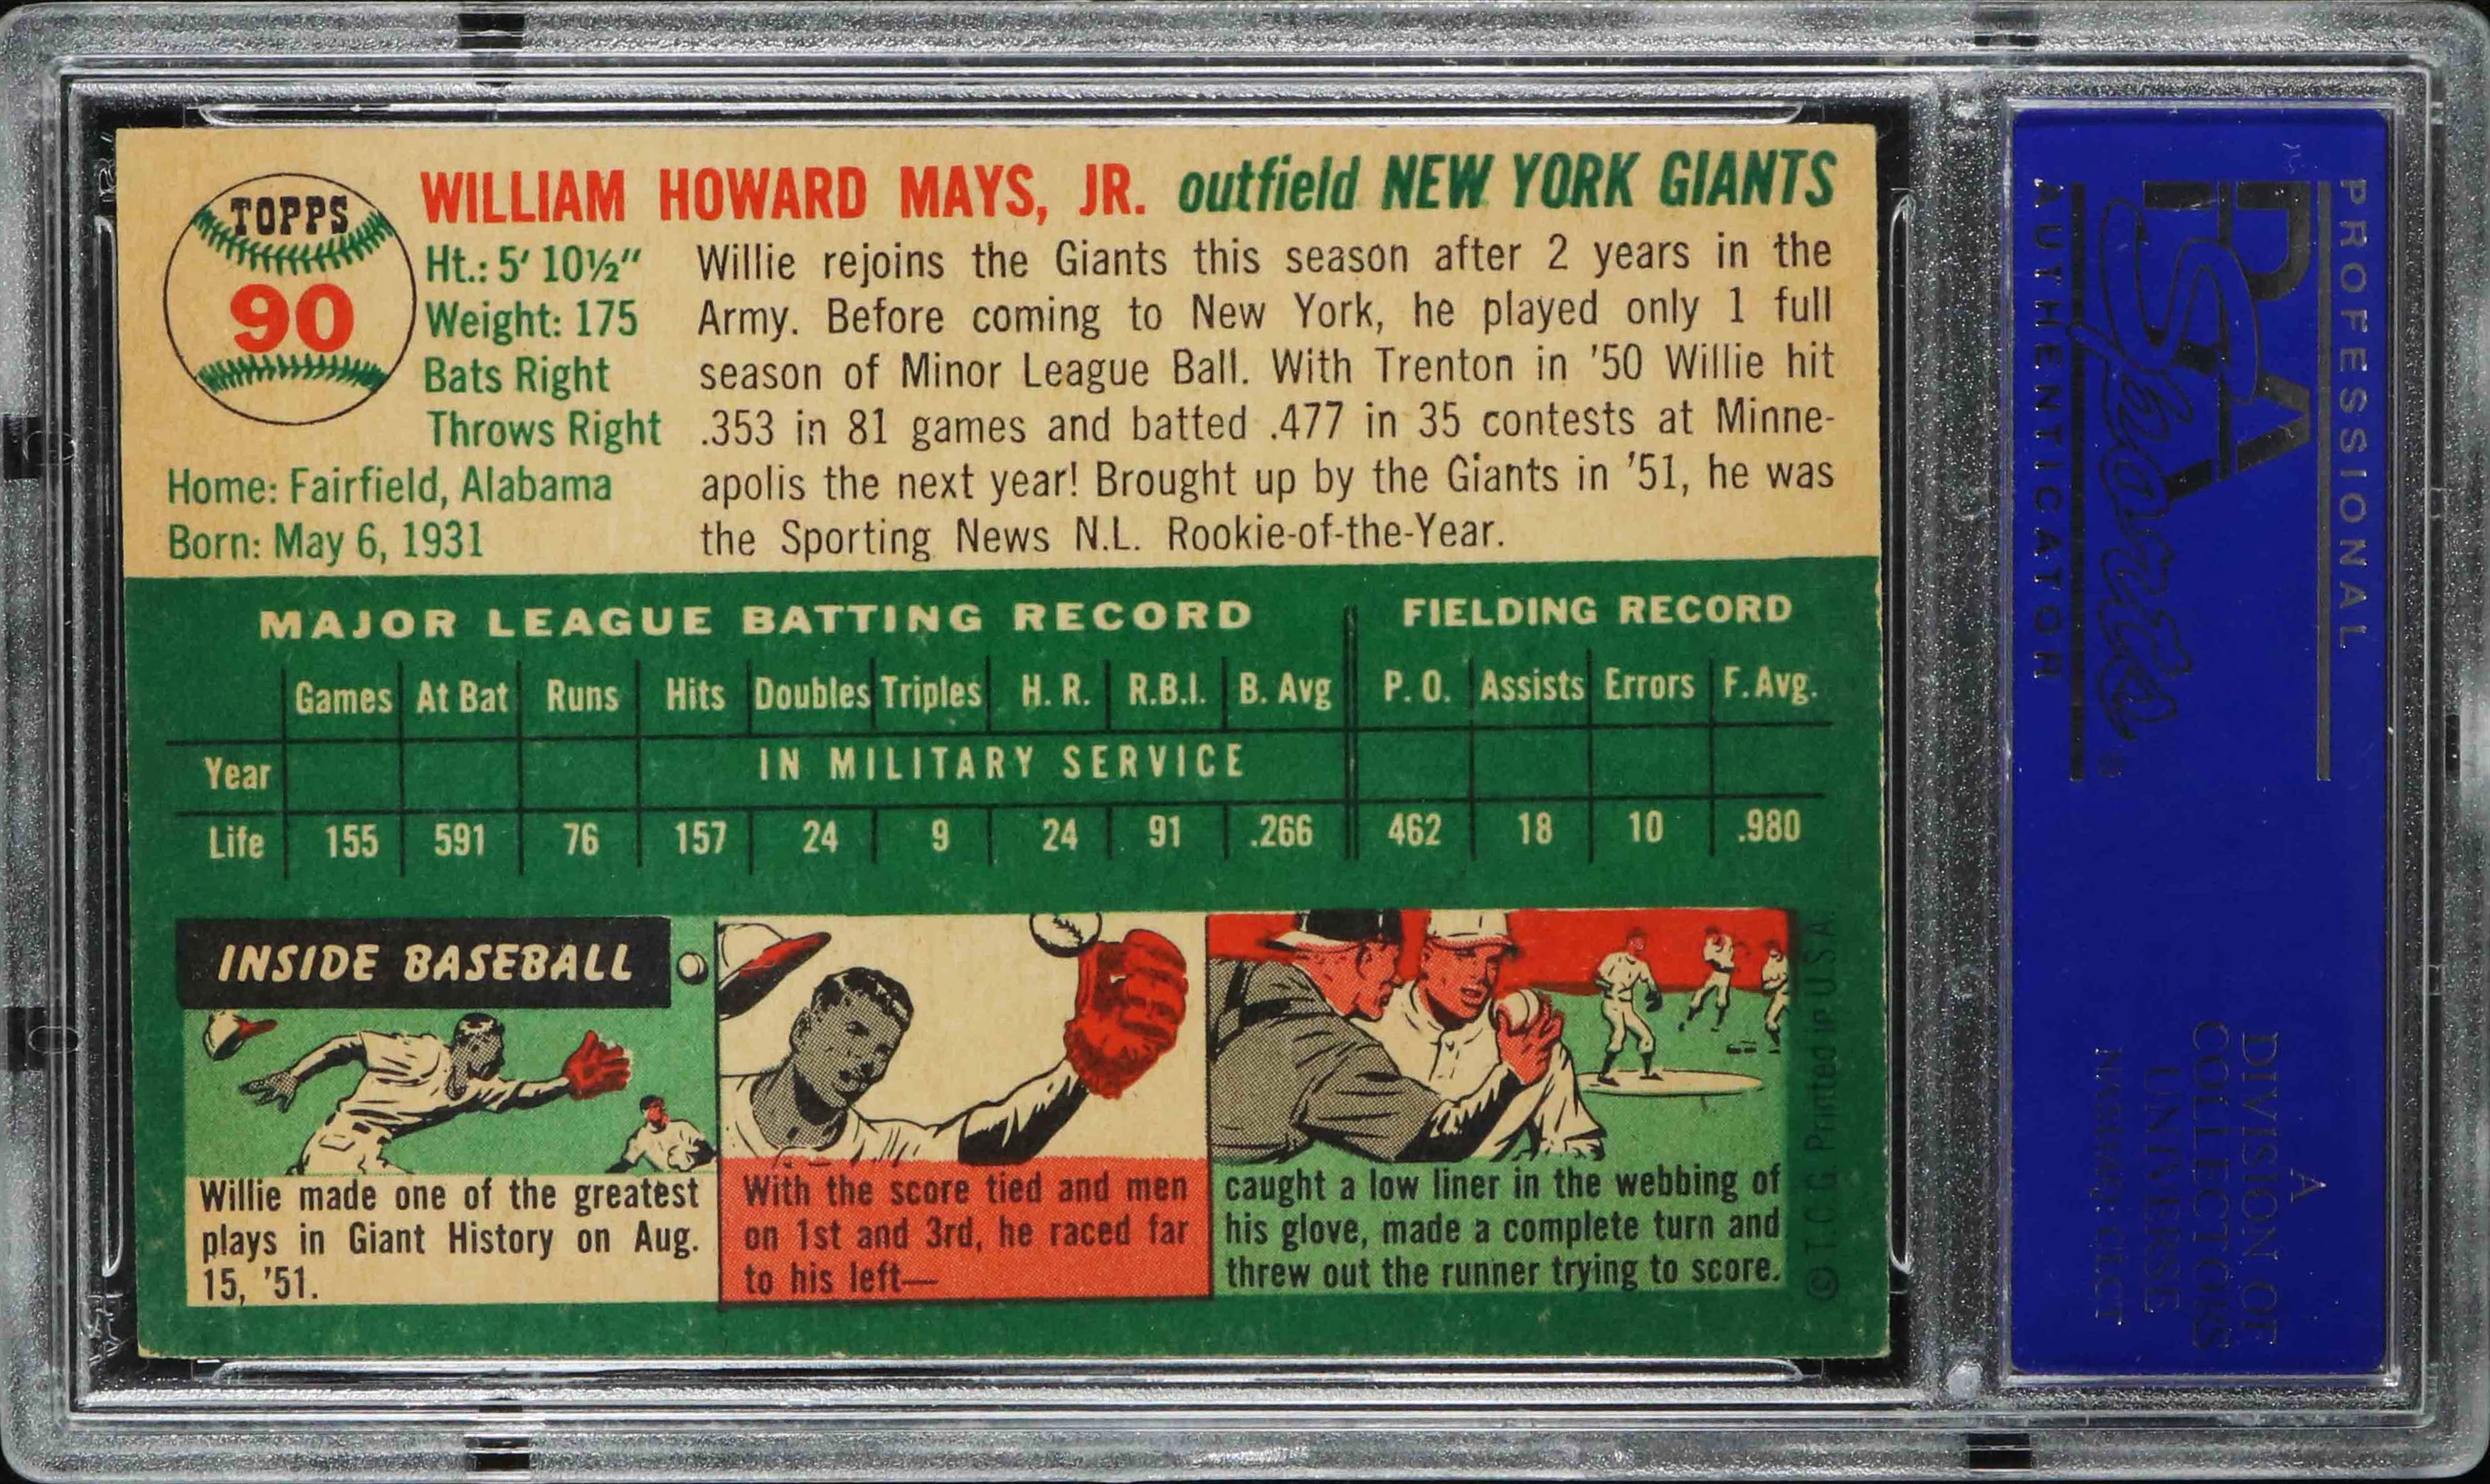 TOPPS
90
WILLIAM HOWARD MAYS, JR. outfield NEW YORK GIANTS
Ht.: 5' 10½"
Weight: 175
Bats Right
Throws Right
Home: Fairfield, Alabama
Born: May 6, 1931
Willie rejoins the Giants this season after 2 years in the
Army. Before coming to New York, he played only 1 full
season of Minor League Ball. With Trenton in '50 Willie hit
.353 in 81 games and batted .477 in 35 contests at Minne-
apolis the next year! Brought up by the Giants in '51, he was
the Sporting News N.L. Rookie-of-the-Year.
MAJOR LEAGUE BATTING RECORD FIELDING RECORD
Games At Bat Runs Hits Doubles Triples H. R. R.B.I. B. Avg P. O. Assists Errors F. Avg.
Year IN MILITARY SERVICE
Life 155 591 76 157 24 9 24 91 .266 462 18 10 .980
INSIDE BASEBALL
Willie made one of the greatest
plays in Giant History on Aug.
15, '51.
With the score tied and men
on 1st and 3rd, he raced far
to his left—
caught a low liner in the webbing of
his glove, made a complete turn and
threw out the runner trying to score.
© T.C.G. Printed in U.S.A.
PROFESSIONAL
PSA
Sports
AUTHENTICATOR
A
DIVISION OF
COLLECTORS
UNIVERSE
NASDAQ: CLCT